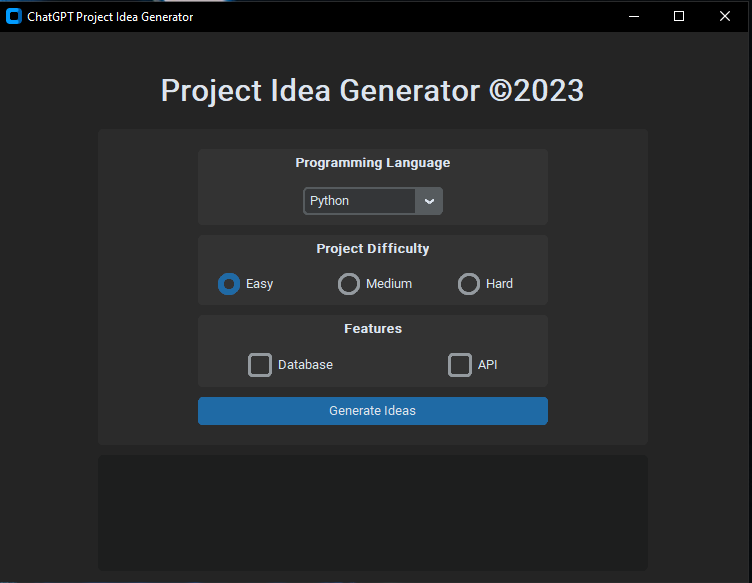 ChatGPT Project Idea Generator
Project Idea Generator ©2023
Programming Language
Python
Project Difficulty
Easy Medium Hard
Features
Database API
Generate Ideas